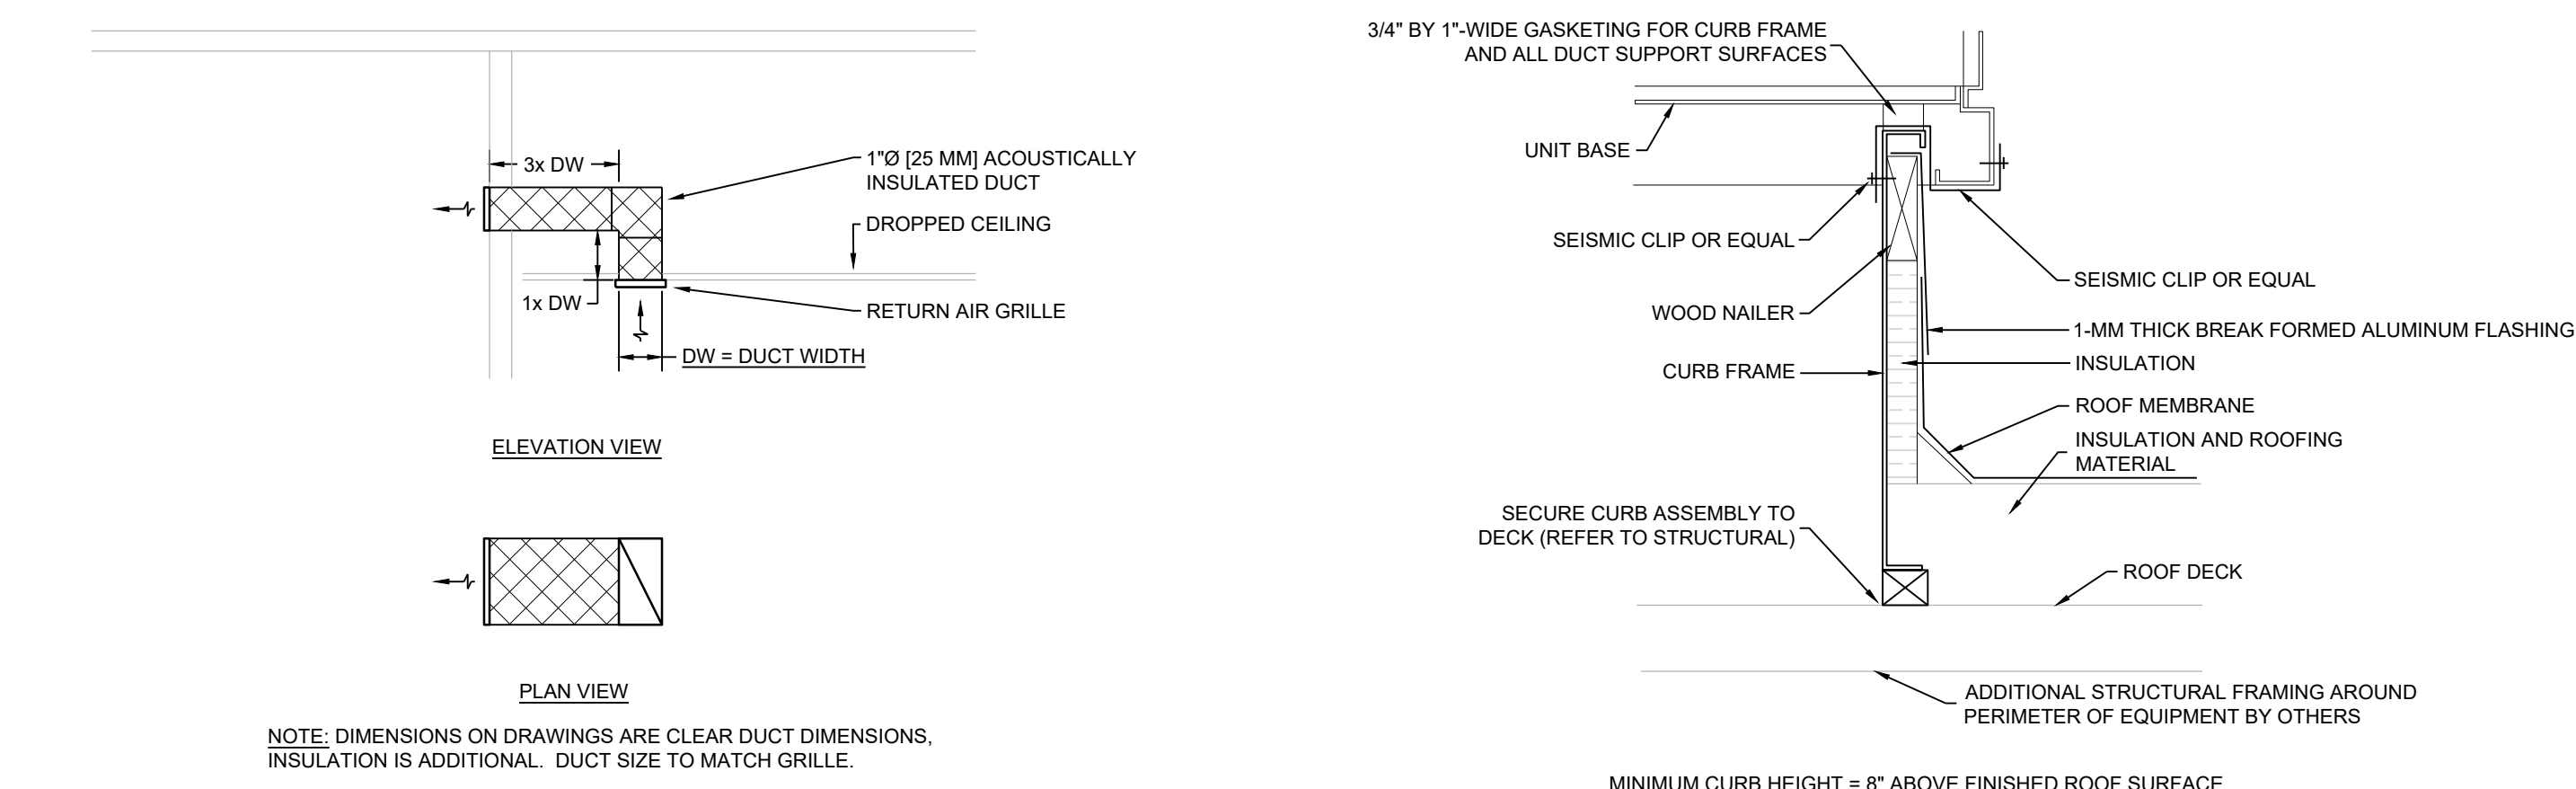 3x DW
1"Ø [25 MM] ACOUSTICALLY
INSULATED DUCT
DROPPED CEILING
1x DW
RETURN AIR GRILLE
DW = DUCT WIDTH
ELEVATION VIEW
PLAN VIEW
NOTE: DIMENSIONS ON DRAWINGS ARE CLEAR DUCT DIMENSIONS,
INSULATION IS ADDITIONAL. DUCT SIZE TO MATCH GRILLE.
3/4" BY 1"-WIDE GASKETING FOR CURB FRAME
AND ALL DUCT SUPPORT SURFACES
UNIT BASE
SEISMIC CLIP OR EQUAL
WOOD NAILER
CURB FRAME
SECURE CURB ASSEMBLY TO
DECK (REFER TO STRUCTURAL)
SEISMIC CLIP OR EQUAL
1-MM THICK BREAK FORMED ALUMINUM FLASHING
INSULATION
ROOF MEMBRANE
INSULATION AND ROOFING
MATERIAL
ROOF DECK
ADDITIONAL STRUCTURAL FRAMING AROUND
PERIMETER OF EQUIPMENT BY OTHERS
MINIMUM CURB HEIGHT = 8" ABOVE FINISHED ROOF SURFACE